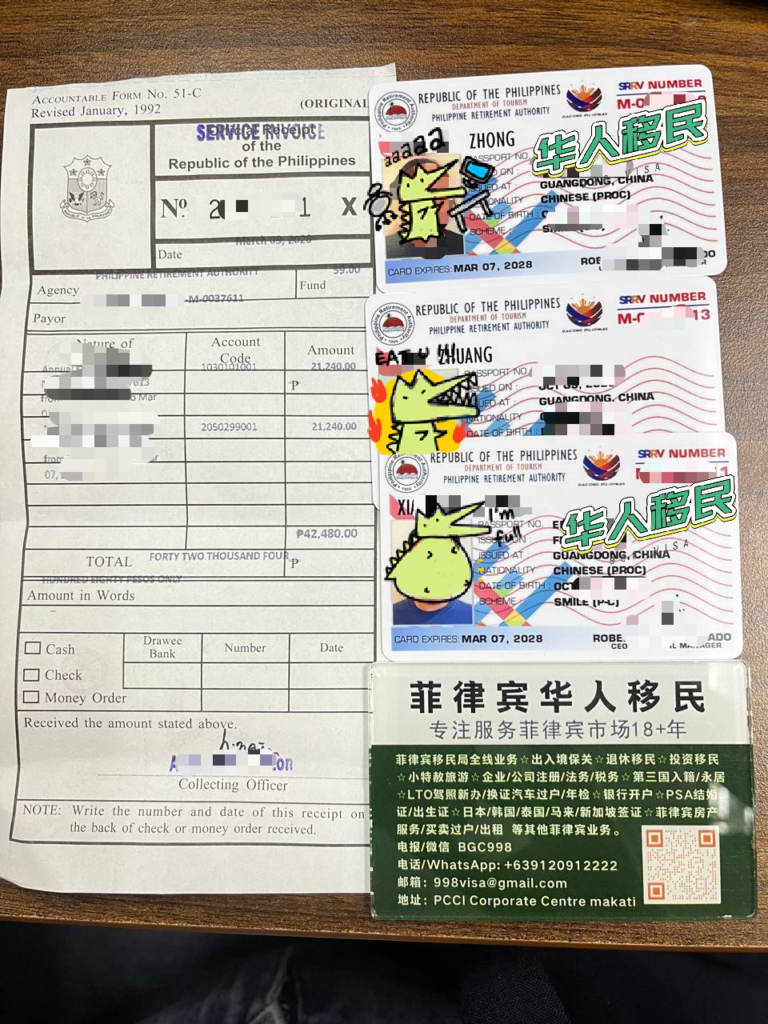 ACCOUNTABLE FORM NO. 51-C
Revised January, 1992
(ORIGINAL
SERVICE INVOICE
Official Receipt
of the
Republic of the Philippines
Nº
1 X
Date
March 05, 2026
PHILIPPINE RETIREMENT AUTHORITY
59.00
Agency
Fund
-M-0037611
Payor
Nature of
Account
Code
Amount
1030101001
21,240.00
₱
2050299001
21,240.00
07,
₱42,480.00
TOTAL
FORTY TWO THOUSAND FOUR
₱
HUNDRED EIGHTY PESOS ONLY
Amount in Words
Cash
Drawee
Bank
Number
Date
Check
Money Order
Received the amount stated above.
Collecting Officer
NOTE: Write the number and date of this receipt on
the back of check or money order received.
REPUBLIC OF THE PHILIPPINES
DEPARTMENT OF TOURISM
PHILIPPINE RETIREMENT AUTHORITY
SRRV NUMBER
aaaaa
ZHONG
PASSPORT NO.
华人移民
GUANGDONG, CHINA
CHINESE (PROC)
DATE OF BIRTH :
SCHEME :
CARD EXPIRES: MAR 07, 2028
REPUBLIC OF THE PHILIPPINES
DEPARTMENT OF TOURISM
PHILIPPINE RETIREMENT AUTHORITY
SRRV NUMBER
13
EAT U !!!
ZHUANG
PASSPORT NO.
ISSUED ON :
ISSUED AT :
GUANGDONG, CHINA
NATIONALITY
DATE OF BIRTH :
REPUBLIC OF THE PHILIPPINES
DEPARTMENT OF TOURISM
PHILIPPINE RETIREMENT AUTHORITY
SRRV NUMBER
I'm
full
PASSPORT NO.
华人移民
ISSUED AT :
GUANGDONG, CHINA
NATIONALITY
CHINESE (PROC)
DATE OF BIRTH :
SCHEME :
SMILE (P-C)
CARD EXPIRES: MAR 07, 2028
菲律宾华人移民
专注服务菲律宾市场18+年
菲律宾移民局全线业务☆出入境保关☆退休移民☆投资移民
☆小特赦旅游☆企业/公司注册/法务/税务☆第三国入籍/永居
☆LTO驾照新办/换证汽车过户/年检☆银行开户☆PSA结婚
证/出生证☆日本/韩国/泰国/马来/新加坡签证☆菲律宾房产
服务/买卖过户/出租 等其他菲律宾业务。
电报/微信 BGC998
电话/WhatsApp: +639120912222
邮箱：998visa@gmail.com
地址：PCCI Corporate Centre makati